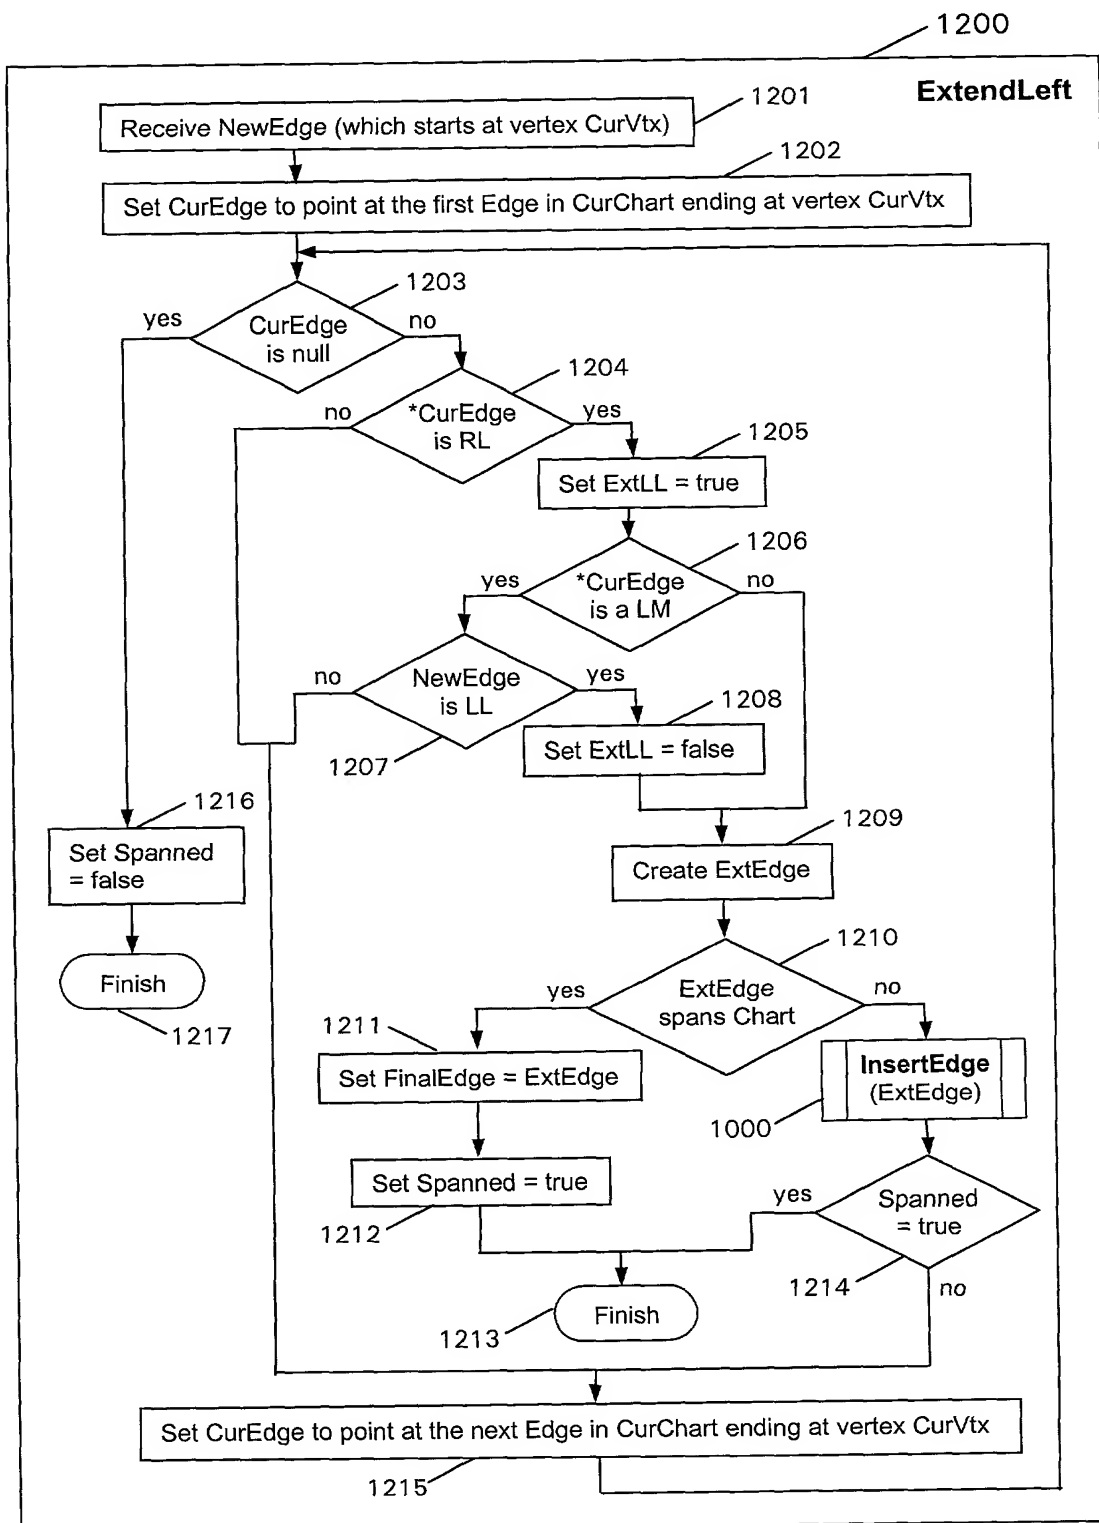 1200
ExtendLeft
1201
Receive NewEdge (which starts at vertex CurVtx)
1202
Set CurEdge to point at the first Edge in CurChart ending at vertex CurVtx
1203
yes
CurEdge
is null
no
1204
no
*CurEdge
is RL
yes
1205
Set ExtLL = true
1206
yes
*CurEdge
is a LM
no
no
NewEdge
is LL
yes
1207
1208
Set ExtLL = false
1216
Set Spanned
= false
1209
Create ExtEdge
Finish
1217
1210
yes
ExtEdge
spans Chart
no
1211
Set FinalEdge = ExtEdge
InsertEdge
(ExtEdge)
1000
Set Spanned = true
1212
yes
Spanned
= true
1214
no
Finish
1213
Set CurEdge to point at the next Edge in CurChart ending at vertex CurVtx
1215